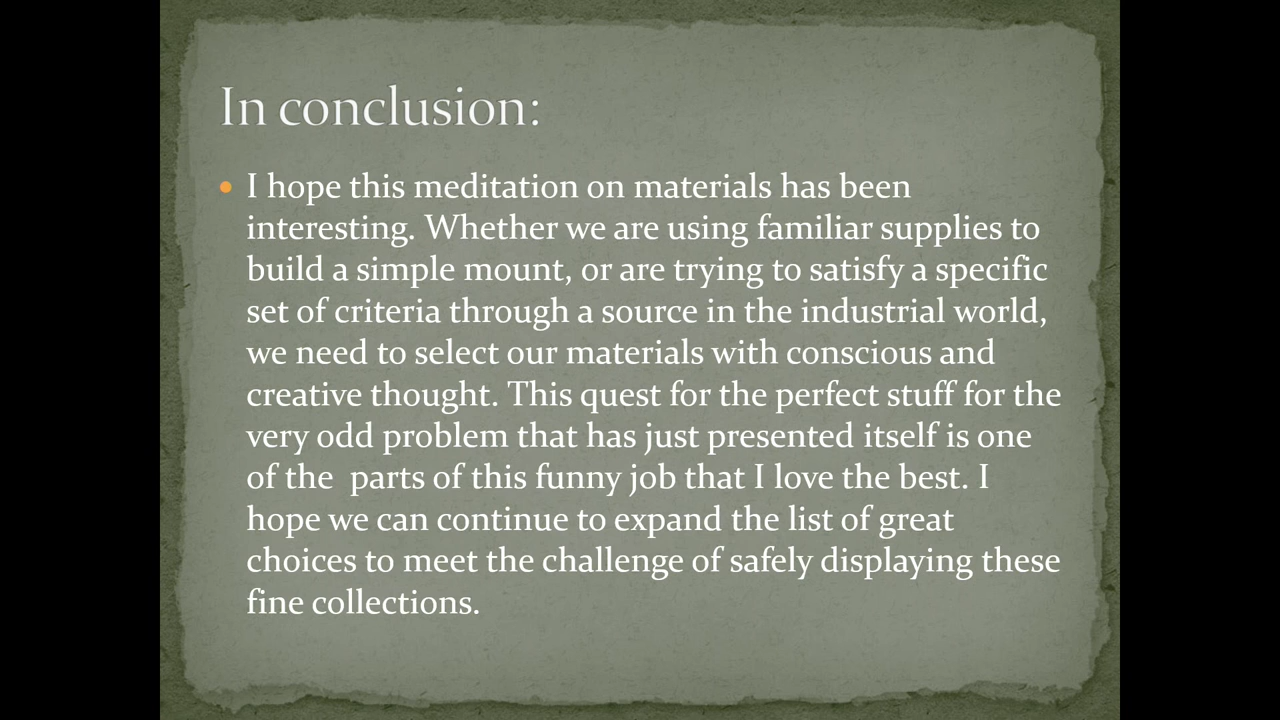 In conclusion:
• I hope this meditation on materials has been
interesting. Whether we are using familiar supplies to
build a simple mount, or are trying to satisfy a specific
set of criteria through a source in the industrial world,
we need to select our materials with conscious and
creative thought. This quest for the perfect stuff for the
very odd problem that has just presented itself is one
of the  parts of this funny job that I love the best. I
hope we can continue to expand the list of great
choices to meet the challenge of safely displaying these
fine collections.